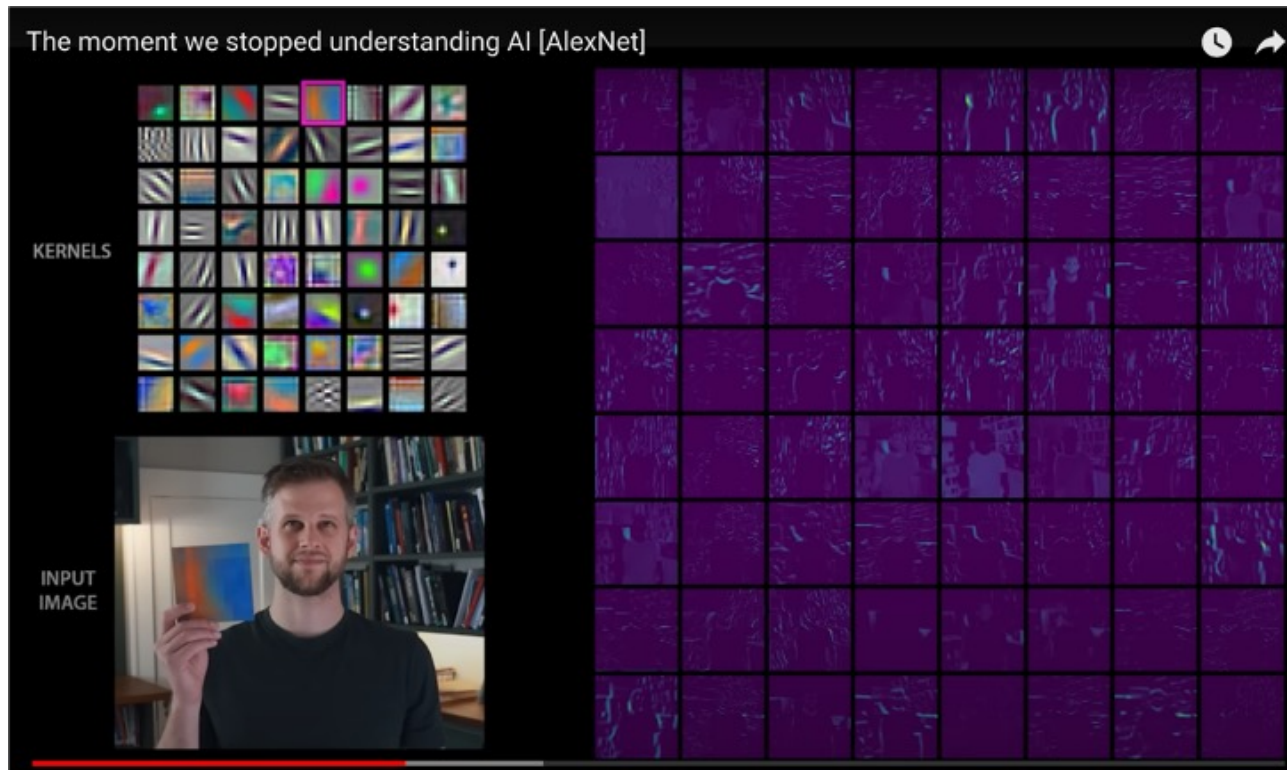 The moment we stopped understanding AI [AlexNet]
KERNELS
INPUT
IMAGE